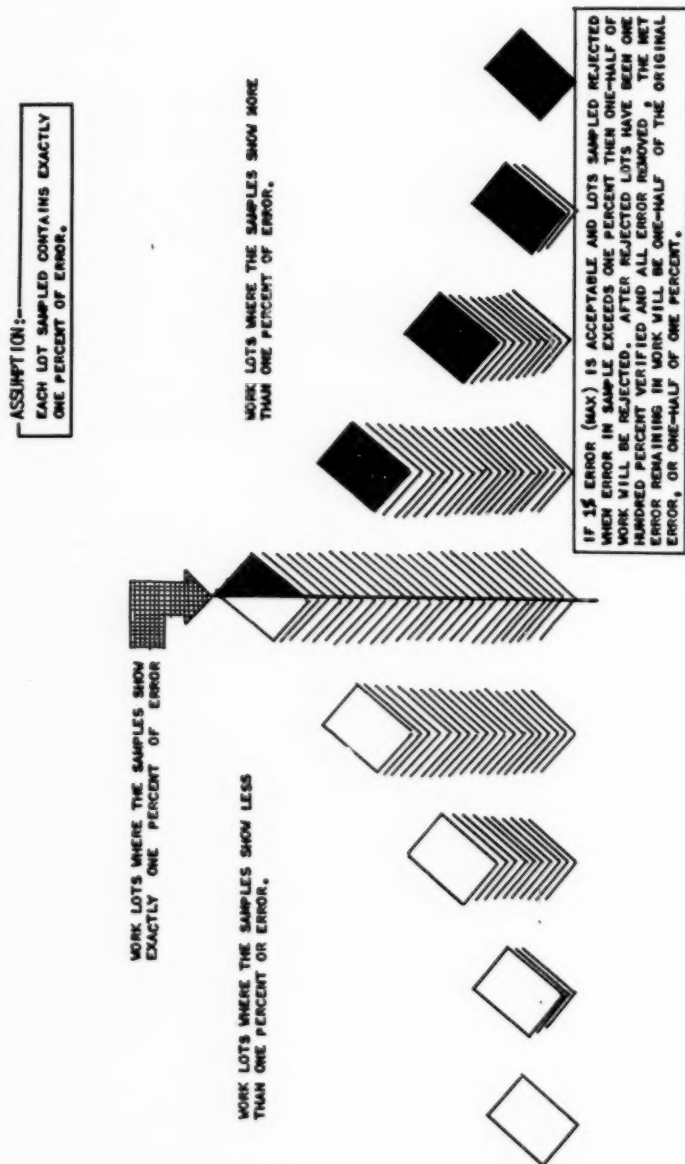 ASSUMPTION:-
EACH LOT SAMPLED CONTAINS EXACTLY
ONE PERCENT OF ERROR.
WORK LOTS WHERE THE SAMPLES SHOW
EXACTLY ONE PERCENT OF ERROR
WORK LOTS WHERE THE SAMPLES SHOW LESS
THAN ONE PERCENT OR ERROR.
WORK LOTS WHERE THE SAMPLES SHOW MORE
THAN ONE PERCENT OF ERROR.
IF 1% ERROR (MAX) IS ACCEPTABLE AND LOTS SAMPLED REJECTED
WHEN ERROR IN SAMPLE EXCEEDS ONE PERCENT THEN ONE-HALF OF
WORK WILL BE REJECTED. AFTER REJECTED LOTS HAVE BEEN ONE
HUNDRED PERCENT VERIFIED AND ALL ERROR REMOVED, THE NET
ERROR REMAINING IN WORK WILL BE ONE-HALF OF THE ORIGINAL
ERROR, OR ONE-HALF OF ONE PERCENT.